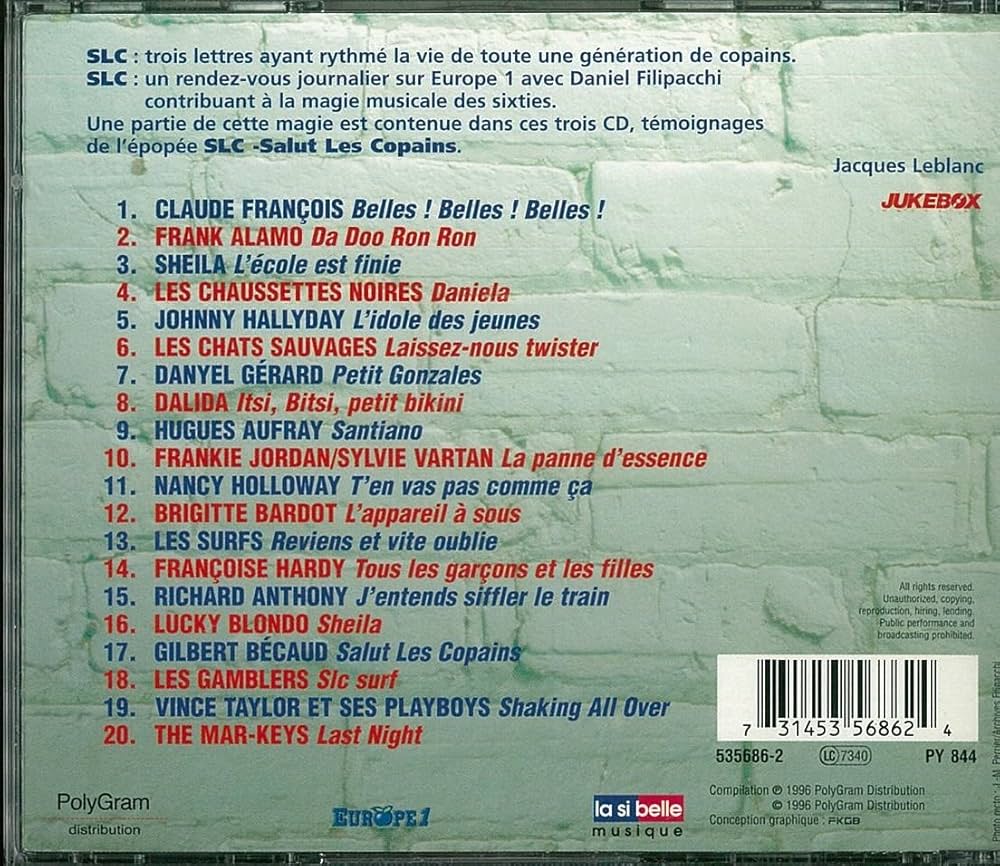 SLC : trois lettres ayant rythmé la vie de toute une génération de copains.
SLC : un rendez-vous journalier sur Europe 1 avec Daniel Filipacchi
contribuant à la magie musicale des sixties.
Une partie de cette magie est contenue dans ces trois CD, témoignages
de l'épopée SLC -Salut Les Copains.
Jacques Leblanc
JUKEBOX
1. CLAUDE FRANÇOIS Belles ! Belles ! Belles !
2. FRANK ALAMO Da Doo Ron Ron
3. SHEILA L'école est finie
4. LES CHAUSSETTES NOIRES Daniela
5. JOHNNY HALLYDAY L'idole des jeunes
6. LES CHATS SAUVAGES Laissez-nous twister
7. DANYEL GÉRARD Petit Gonzales
8. DALIDA Itsi, Bitsi, petit bikini
9. HUGUES AUFRAY Santiano
10. FRANKIE JORDAN/SYLVIE VARTAN La panne d'essence
11. NANCY HOLLOWAY T'en vas pas comme ça
12. BRIGITTE BARDOT L'appareil à sous
13. LES SURFS Reviens et vite oublie
14. FRANÇOISE HARDY Tous les garçons et les filles
15. RICHARD ANTHONY J'entends siffler le train
16. LUCKY BLONDO Sheila
17. GILBERT BÉCAUD Salut Les Copains
18. LES GAMBLERS Slc surf
19. VINCE TAYLOR ET SES PLAYBOYS Shaking All Over
20. THE MAR-KEYS Last Night
All rights reserved.
Unauthorized, copying,
reproduction, hiring, lending.
Public performance and
broadcasting prohibited.
7 31453 56862 4
535686-2 LC 7340 PY 844
Compilation ℗ 1996 PolyGram Distribution
© 1996 PolyGram Distribution
Conception graphique : FKGB
PolyGram
distribution
EUROPE 1
la si belle
musique